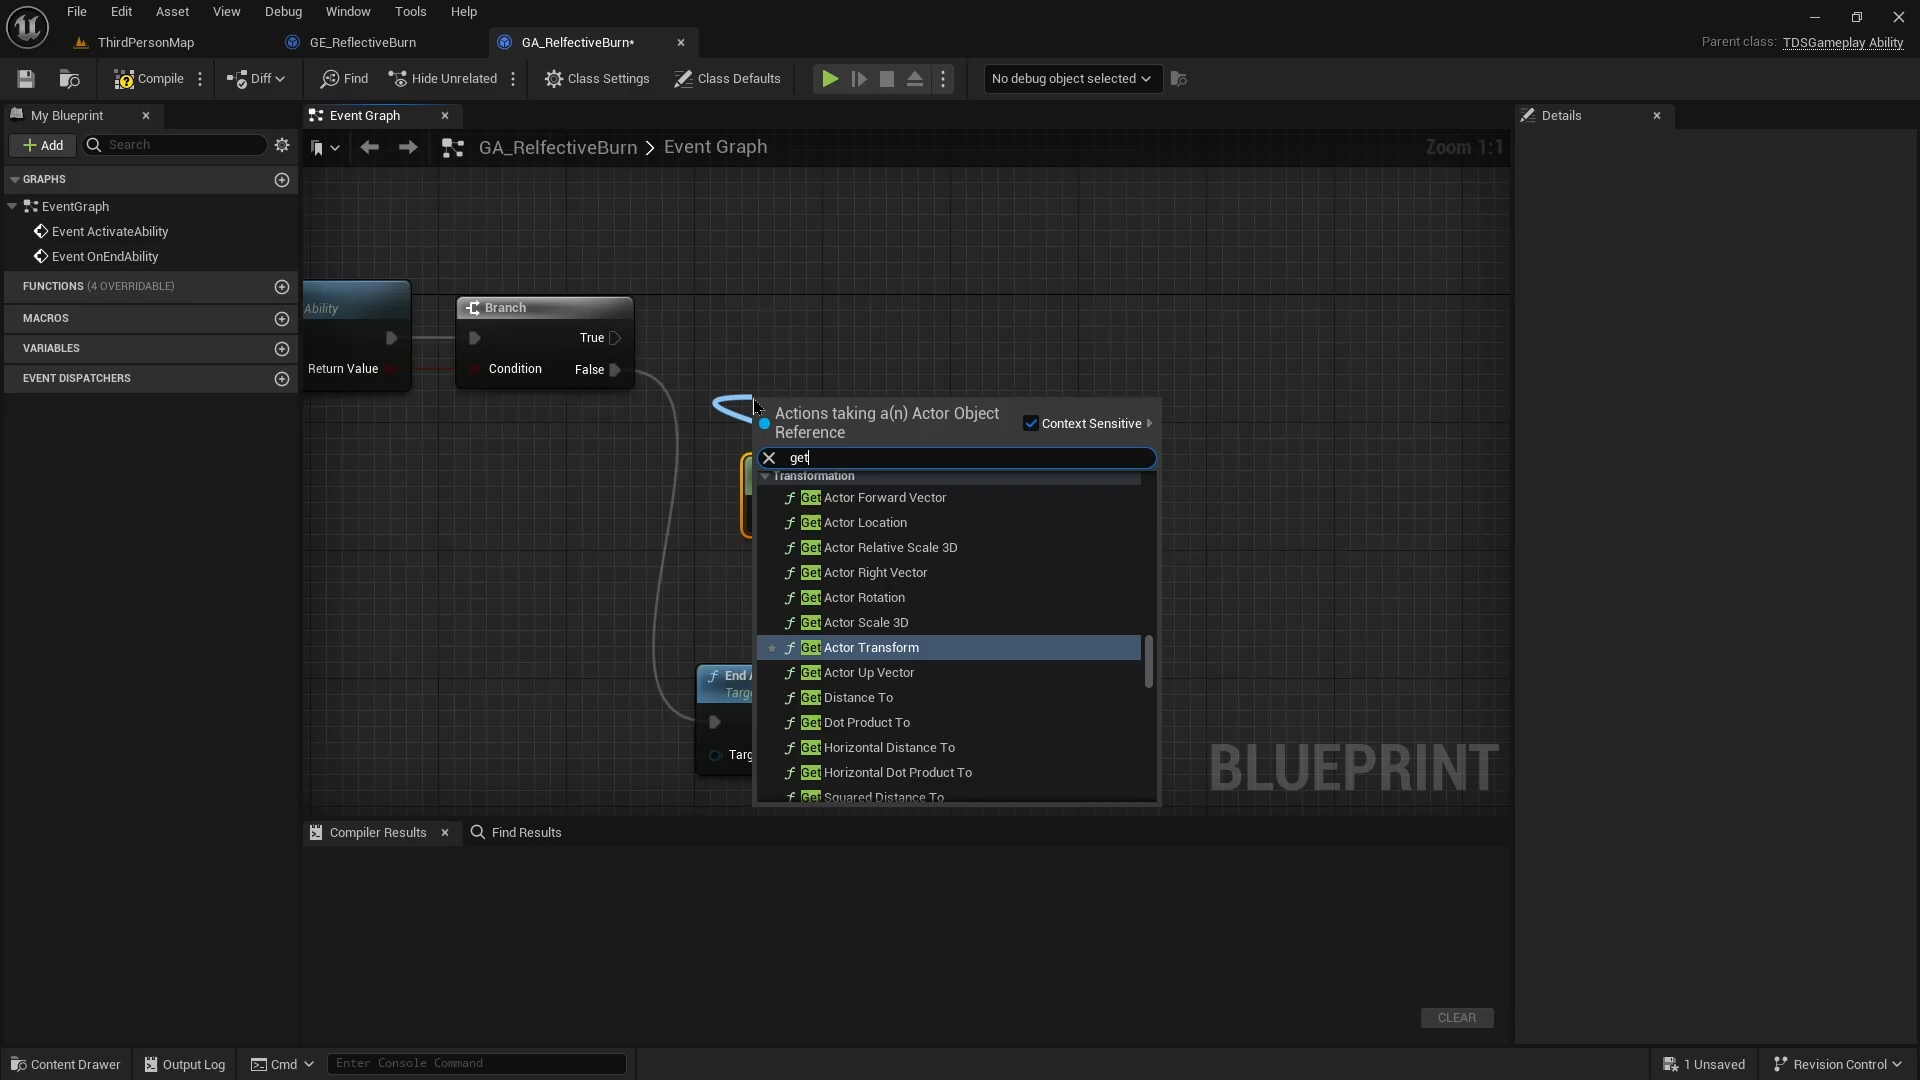 File Edit Asset View Debug Window Tools Help
ThirdPersonMap GE_ReflectiveBurn GA_RelfectiveBurn* Parent class: TDSGameplay Ability
Compile Diff Find Hide Unrelated Class Settings Class Defaults No debug object selected
My Blueprint
Add Search
GRAPHS
EventGraph
Event ActivateAbility
Event OnEndAbility
FUNCTIONS (4 OVERRIDABLE)
MACROS
VARIABLES
EVENT DISPATCHERS
Event Graph
GA_RelfectiveBurn > Event Graph Zoom 1:1
Ability
Return Value
Branch
True
Condition False
Actions taking a(n) Actor Object
Reference
Context Sensitive
get
Transformation
Get Actor Forward Vector
Get Actor Location
Get Actor Relative Scale 3D
Get Actor Right Vector
Get Actor Rotation
Get Actor Scale 3D
Get Actor Transform
Get Actor Up Vector
Get Distance To
Get Dot Product To
Get Horizontal Distance To
Get Horizontal Dot Product To
Get Squared Distance To
End A
Targ
Targ
BLUEPRINT
Details
Compiler Results Find Results
CLEAR
Content Drawer Output Log Cmd Enter Console Command 1 Unsaved Revision Control